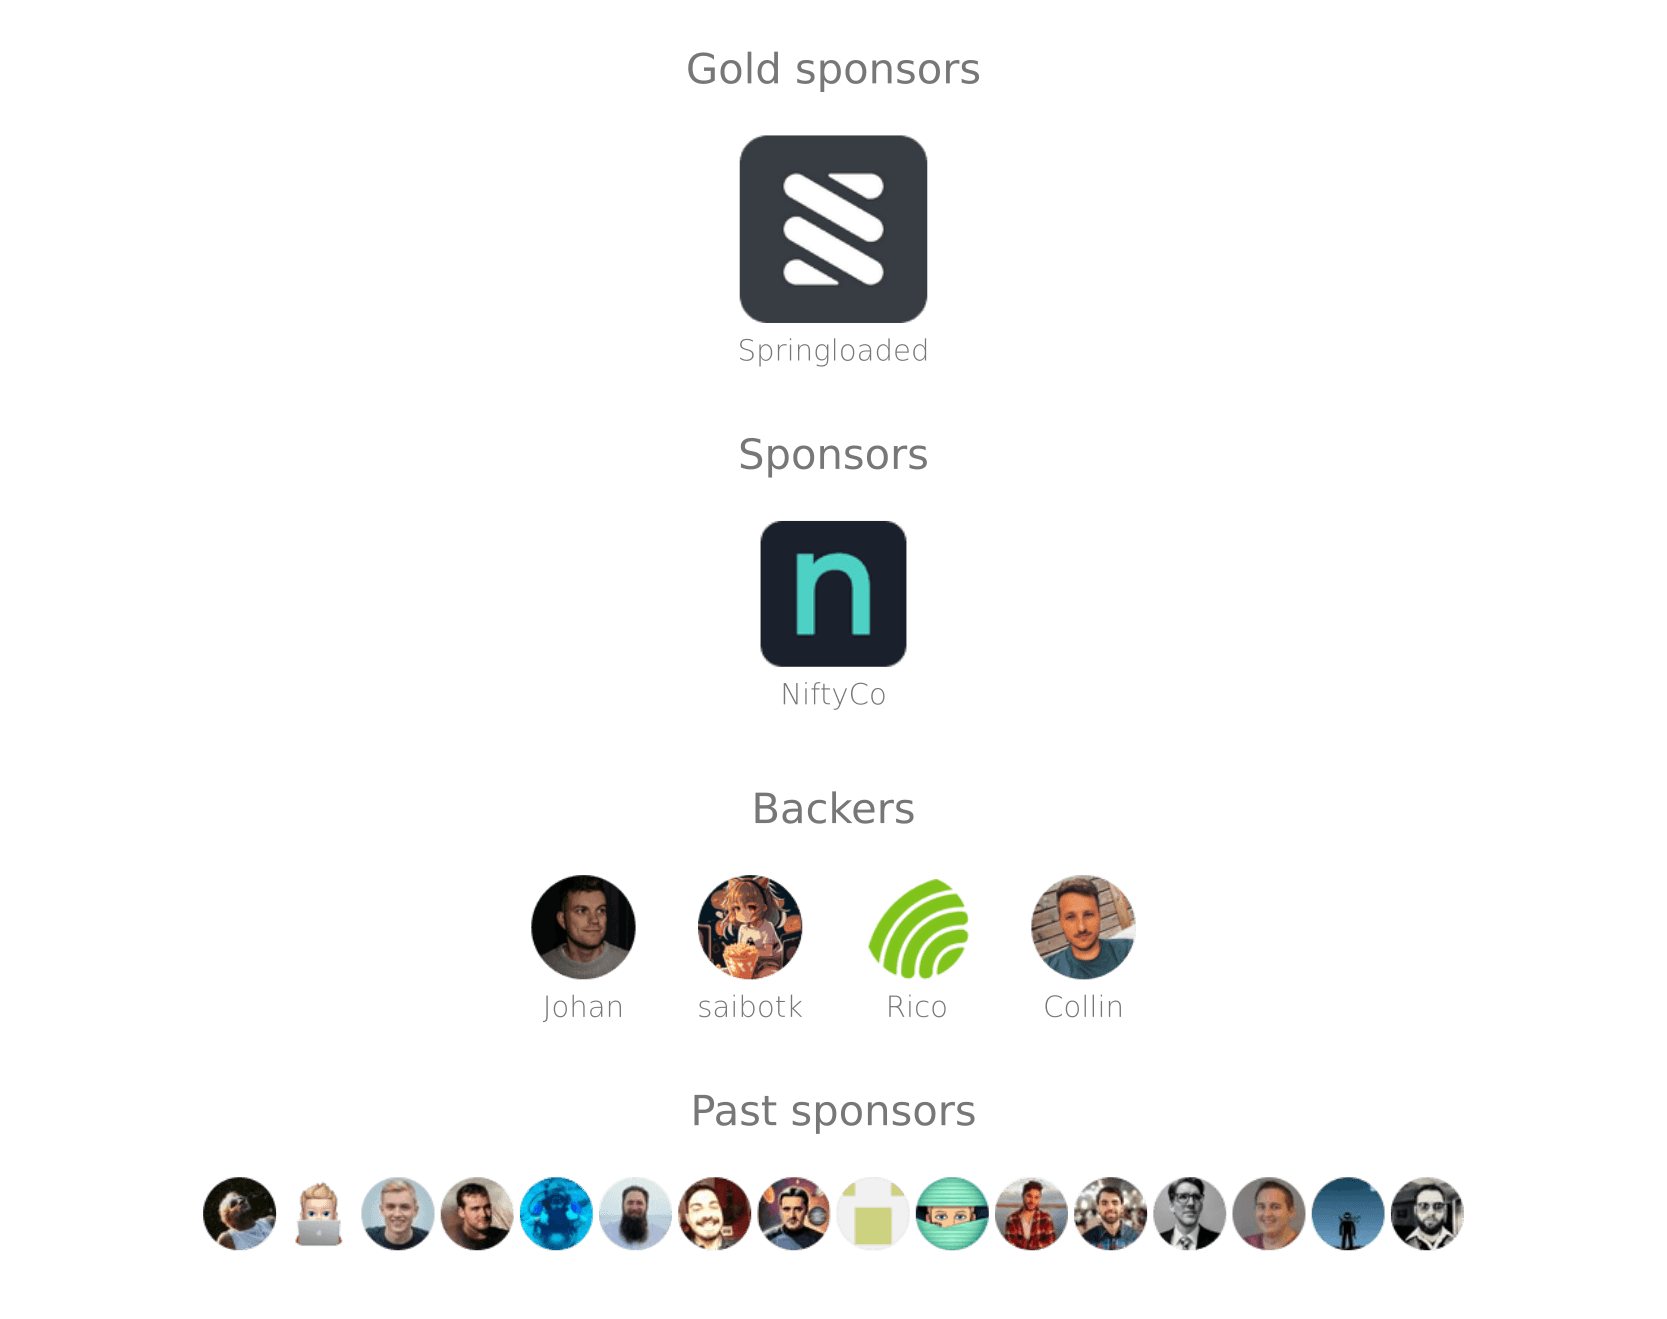 Gold sponsors
Springloaded
Sponsors
n
NiftyCo
Backers
Johan saibotk Rico Collin
Past sponsors